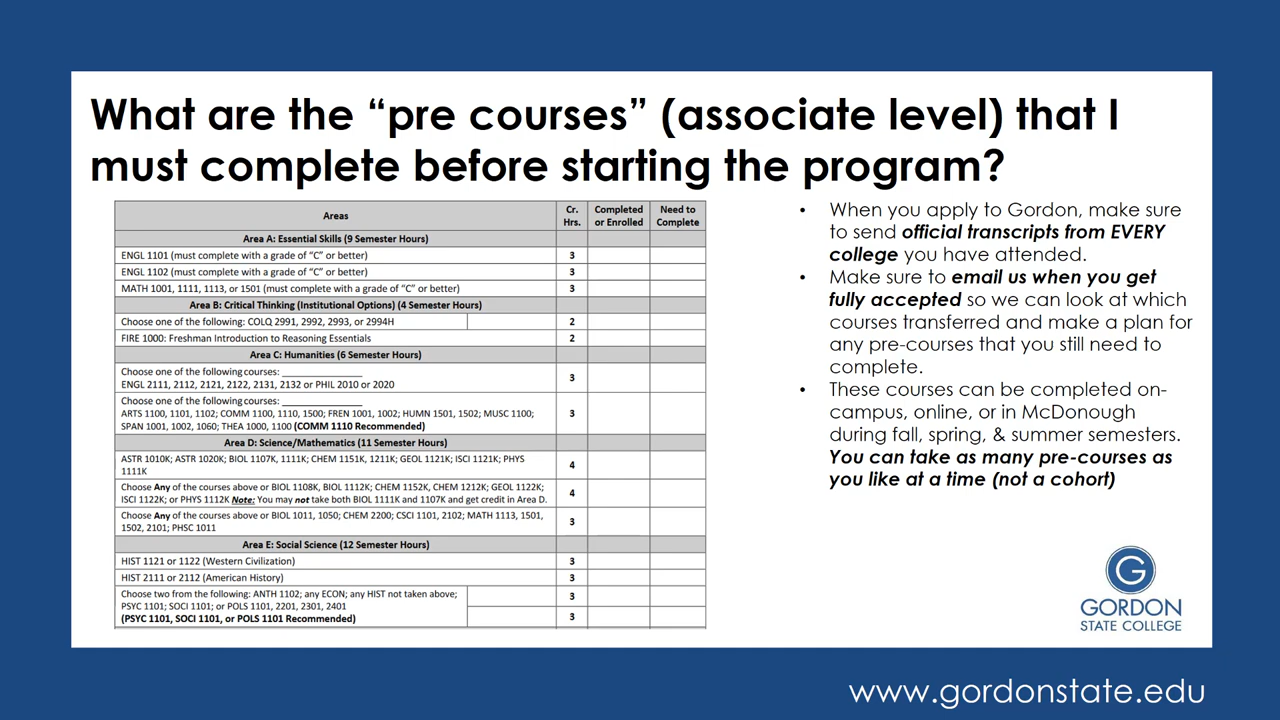 What are the “pre courses” (associate level) that I
must complete before starting the program?
Areas
Cr.
Hrs.
Completed
or Enrolled
Need to
Complete
Area A: Essential Skills (9 Semester Hours)
ENGL 1101 (must complete with a grade of “C” or better) 3
ENGL 1102 (must complete with a grade of “C” or better) 3
MATH 1001, 1111, 1113, or 1501 (must complete with a grade of “C” or better) 3
Area B: Critical Thinking (Institutional Options) (4 Semester Hours)
Choose one of the following: COLQ 2991, 2992, 2993, or 2994H 2
FIRE 1000: Freshman Introduction to Reasoning Essentials 2
Area C: Humanities (6 Semester Hours)
Choose one of the following courses: _______________
ENGL 2111, 2112, 2121, 2122, 2131, 2132 or PHIL 2010 or 2020 3
Choose one of the following courses: _______________
ARTS 1100, 1101, 1102; COMM 1100, 1110, 1500; FREN 1001, 1002; HUMN 1501, 1502; MUSC 1100; 3
SPAN 1001, 1002, 1060; THEA 1000, 1100 (COMM 1110 Recommended)
Area D: Science/Mathematics (11 Semester Hours)
ASTR 1010K; ASTR 1020K; BIOL 1107K, 1111K; CHEM 1151K, 1211K; GEOL 1121K; ISCI 1121K; PHYS
1111K 4
Choose Any of the courses above or BIOL 1108K, BIOL 1112K; CHEM 1152K, CHEM 1212K; GEOL 1122K;
ISCI 1122K; or PHYS 1112K Note: You may not take both BIOL 1111K and 1107K and get credit in Area D. 4
Choose Any of the courses above or BIOL 1011, 1050; CHEM 2200; CSCI 1101, 2102; MATH 1113, 1501,
1502, 2101; PHSC 1011 3
Area E: Social Science (12 Semester Hours)
HIST 1121 or 1122 (Western Civilization) 3
HIST 2111 or 2112 (American History) 3
Choose two from the following: ANTH 1102; any ECON; any HIST not taken above; 3
PSYC 1101; SOCI 1101; or POLS 1101, 2201, 2301, 2401
(PSYC 1101, SOCI 1101, or POLS 1101 Recommended) 3
• When you apply to Gordon, make sure
to send official transcripts from EVERY
college you have attended.
• Make sure to email us when you get
fully accepted so we can look at which
courses transferred and make a plan for
any pre-courses that you still need to
complete.
• These courses can be completed on-
campus, online, or in McDonough
during fall, spring, & summer semesters.
You can take as many pre-courses as
you like at a time (not a cohort)
G
GORDON
STATE COLLEGE
www.gordonstate.edu